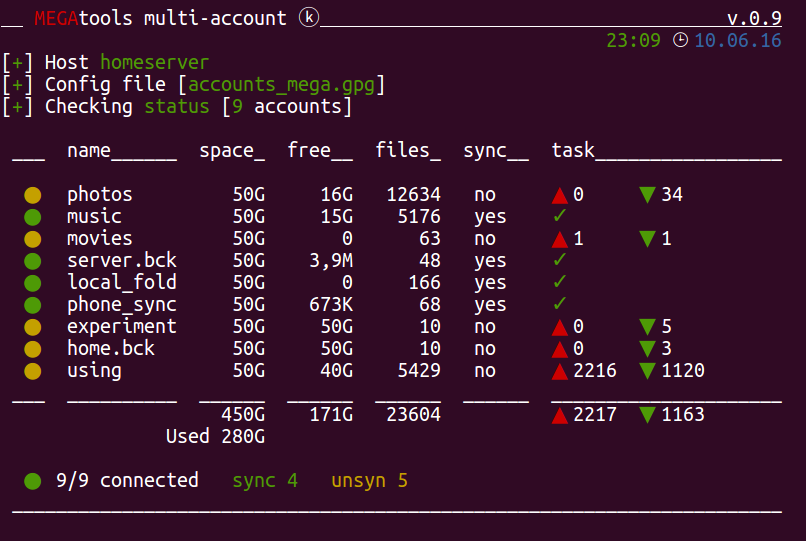 __ MEGAtools multi-account ⓚ v.0.9
23:09 🕒 10.06.16
[+] Host homeserver
[+] Config file [accounts_mega.gpg]
[+] Checking status [9 accounts]
___ name______ space_ free__ files_ sync__ task_________________
● photos 50G 16G 12634 no ▲ 0 ▼ 34
● music 50G 15G 5176 yes ✓
● movies 50G 0 63 no ▲ 1 ▼ 1
● server.bck 50G 3,9M 48 yes ✓
● local_fold 50G 0 166 yes ✓
● phone_sync 50G 673K 68 yes ✓
● experiment 50G 50G 10 no ▲ 0 ▼ 5
● home.bck 50G 50G 10 no ▲ 0 ▼ 3
● using 50G 40G 5429 no ▲ 2216 ▼ 1120
450G 171G 23604 ▲ 2217 ▼ 1163
Used 280G
● 9/9 connected sync 4 unsyn 5